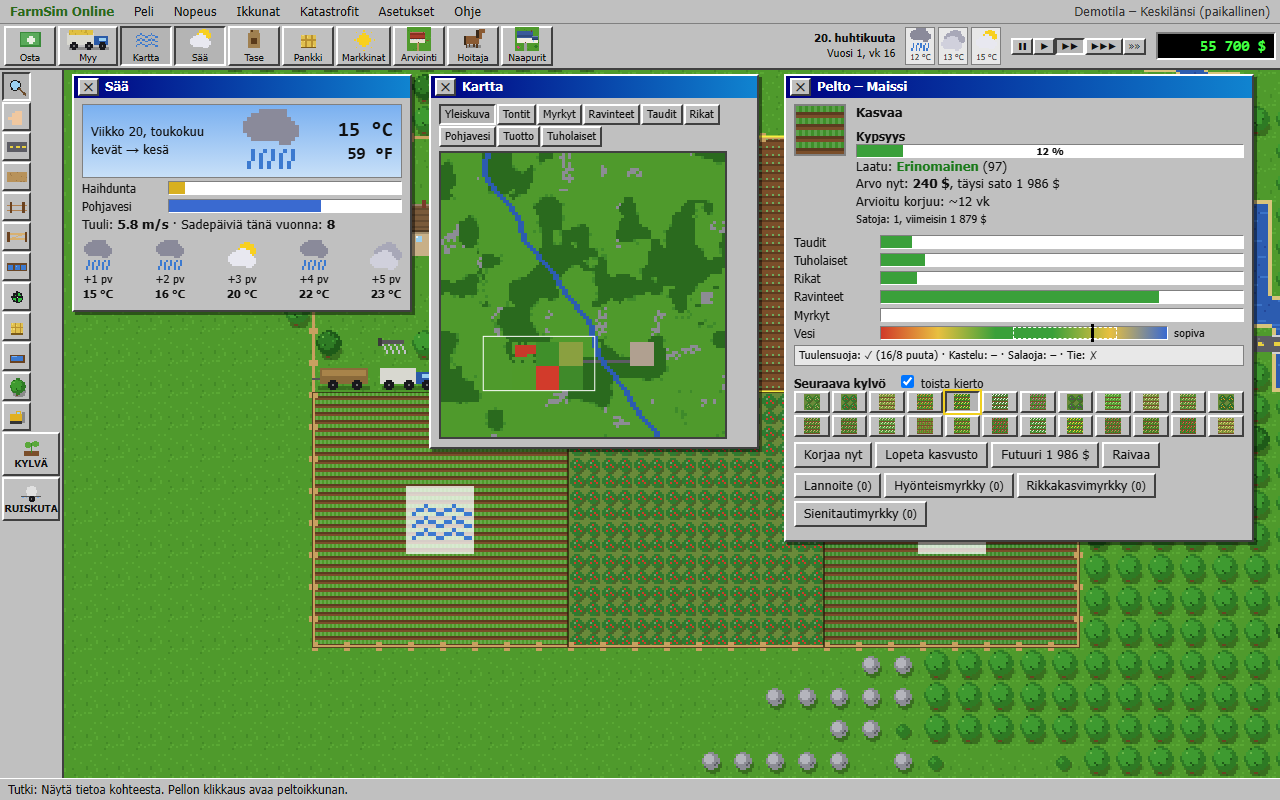 FarmSim Online Peli Nopeus Ikkunat Katastrofit Asetukset Ohje Demotila – Keskilänsi (paikallinen)
Osta Myy Kartta Sää Tase Pankki Markkinat Arviointi Hoitaja Naapurit
20. huhtikuuta
Vuosi 1, vk 16
12 °C 13 °C 15 °C
55 700 $
KYLVÄ
RUISKUTA
Sää
Viikko 20, toukokuu
kevät → kesä
15 °C
59 °F
Haihdunta
Pohjavesi
Tuuli: 5.8 m/s · Sadepäiviä tänä vuonna: 8
+1 pv +2 pv +3 pv +4 pv +5 pv
15 °C 16 °C 20 °C 22 °C 23 °C
Kartta
Yleiskuva Tontit Myrkyt Ravinteet Taudit Rikat
Pohjavesi Tuotto Tuholaiset
Pelto – Maissi
Kasvaa
Kypsyys
12 %
Laatu: Erinomainen (97)
Arvo nyt: 240 $, täysi sato 1 986 $
Arvioitu korjuu: ~12 vk
Satoja: 1, viimeisin 1 879 $
Taudit
Tuholaiset
Rikat
Ravinteet
Myrkyt
Vesi sopiva
Tuulensuoja: ✓ (16/8 puuta) · Kastelu: – · Salaoja: – · Tie: ✗
Seuraava kylvö toista kierto
Korjaa nyt Lopeta kasvusto Futuuri 1 986 $ Raivaa
Lannoite (0) Hyönteismyrkky (0) Rikkakasvimyrkky (0)
Sienitautimyrkky (0)
Tutki: Näytä tietoa kohteesta. Pellon klikkaus avaa peltoikkunan.